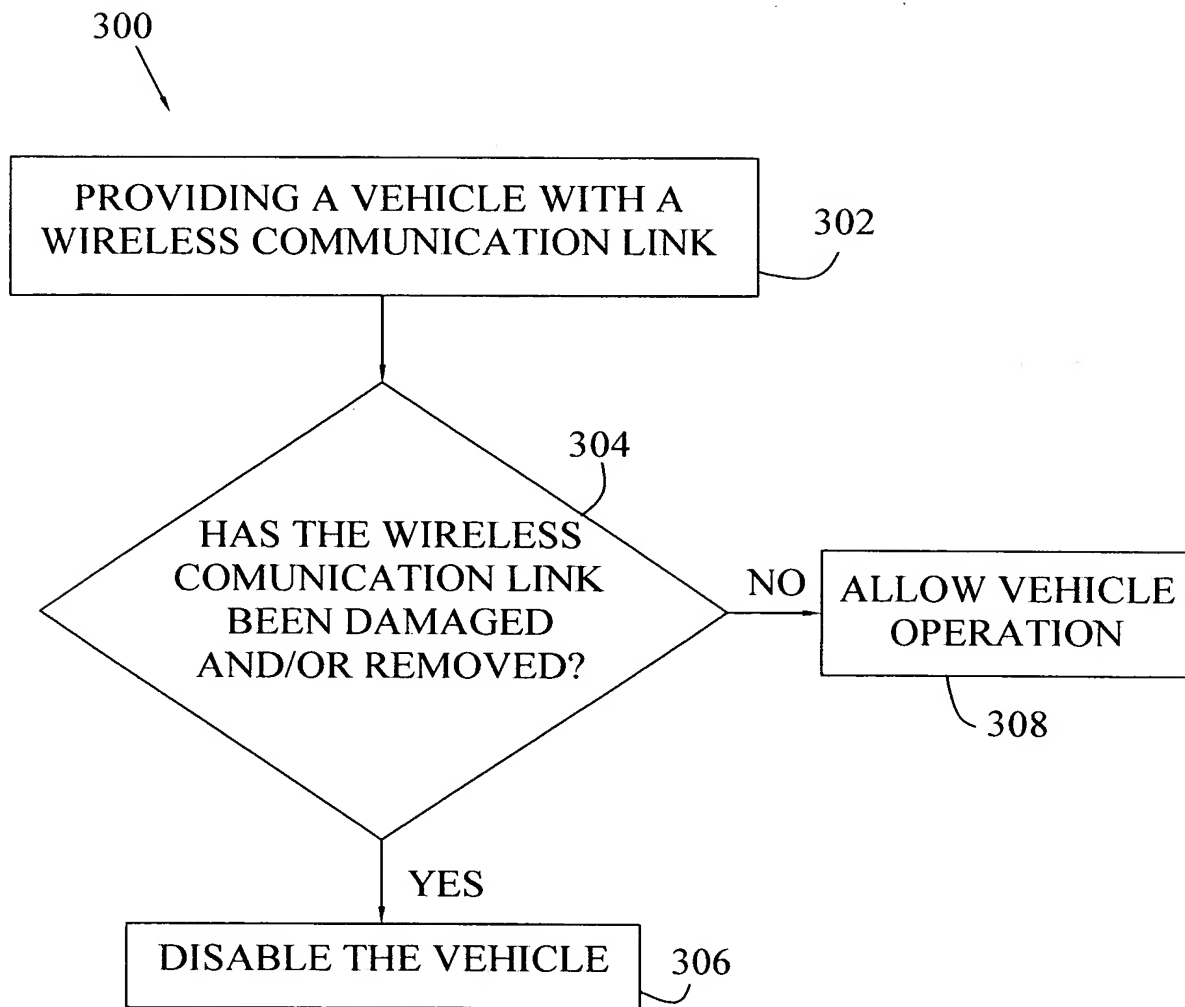 300
PROVIDING A VEHICLE WITH A
WIRELESS COMMUNICATION LINK
302
304
HAS THE WIRELESS
COMUNICATION LINK
BEEN DAMAGED
AND/OR REMOVED?
NO
ALLOW VEHICLE
OPERATION
308
YES
DISABLE THE VEHICLE
306